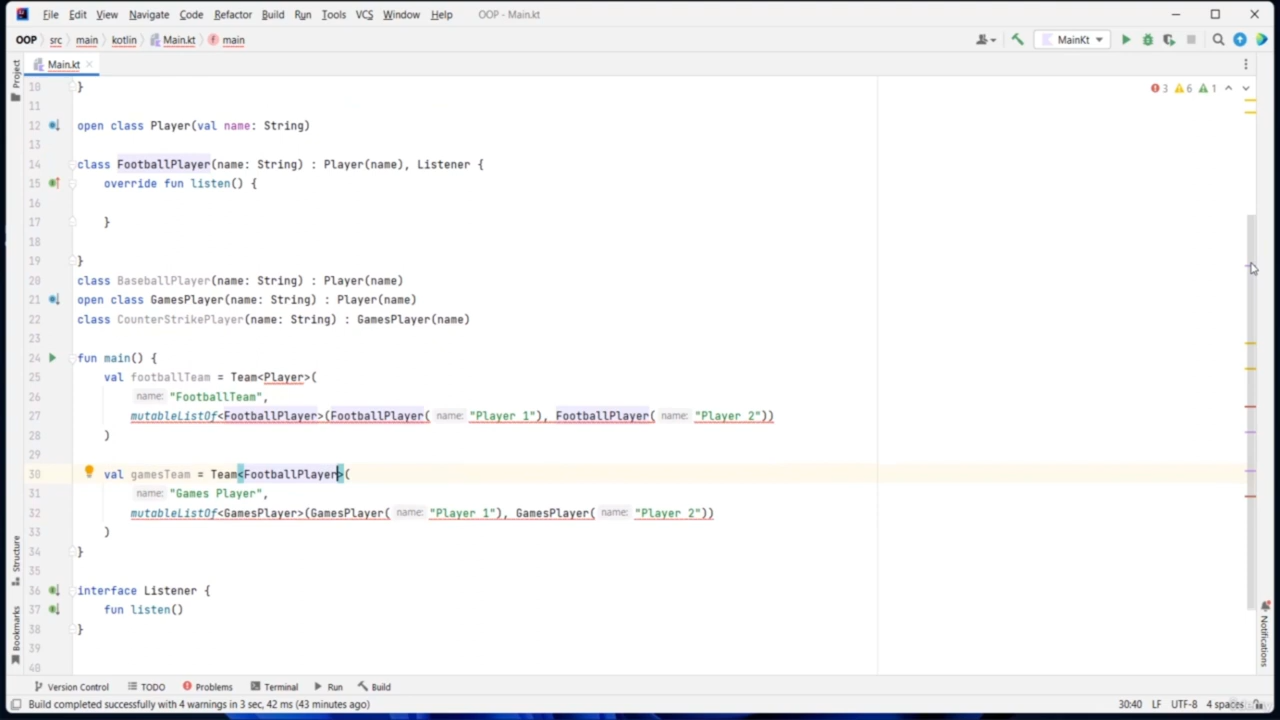 File Edit View Navigate Code Refactor Build Run Tools VCS Window Help OOP - Main.kt
OOP src main kotlin Main.kt main MainKt
Main.kt
3 6 1
10 }
11
12 open class Player(val name: String)
13
14 class FootballPlayer(name: String) : Player(name), Listener {
15 override fun listen() {
16
17 }
18
19 }
20 class BaseballPlayer(name: String) : Player(name)
21 open class GamesPlayer(name: String) : Player(name)
22 class CounterStrikePlayer(name: String) : GamesPlayer(name)
23
24 fun main() {
25 val footballTeam = Team<Player>(
26 name: "FootballTeam",
27 mutableListOf<FootballPlayer>(FootballPlayer( name: "Player 1"), FootballPlayer( name: "Player 2"))
28 )
29
30 val gamesTeam = Team<FootballPlayer>(
31 name: "Games Player",
32 mutableListOf<GamesPlayer>(GamesPlayer( name: "Player 1"), GamesPlayer( name: "Player 2"))
33 )
34 }
35
36 interface Listener {
37 fun listen()
38 }
39
40
Project
Structure
Bookmarks
Notifications
Version Control TODO Problems Terminal Run Build
Build completed successfully with 4 warnings in 3 sec, 42 ms (43 minutes ago) 30:40 LF UTF-8 4 spaces